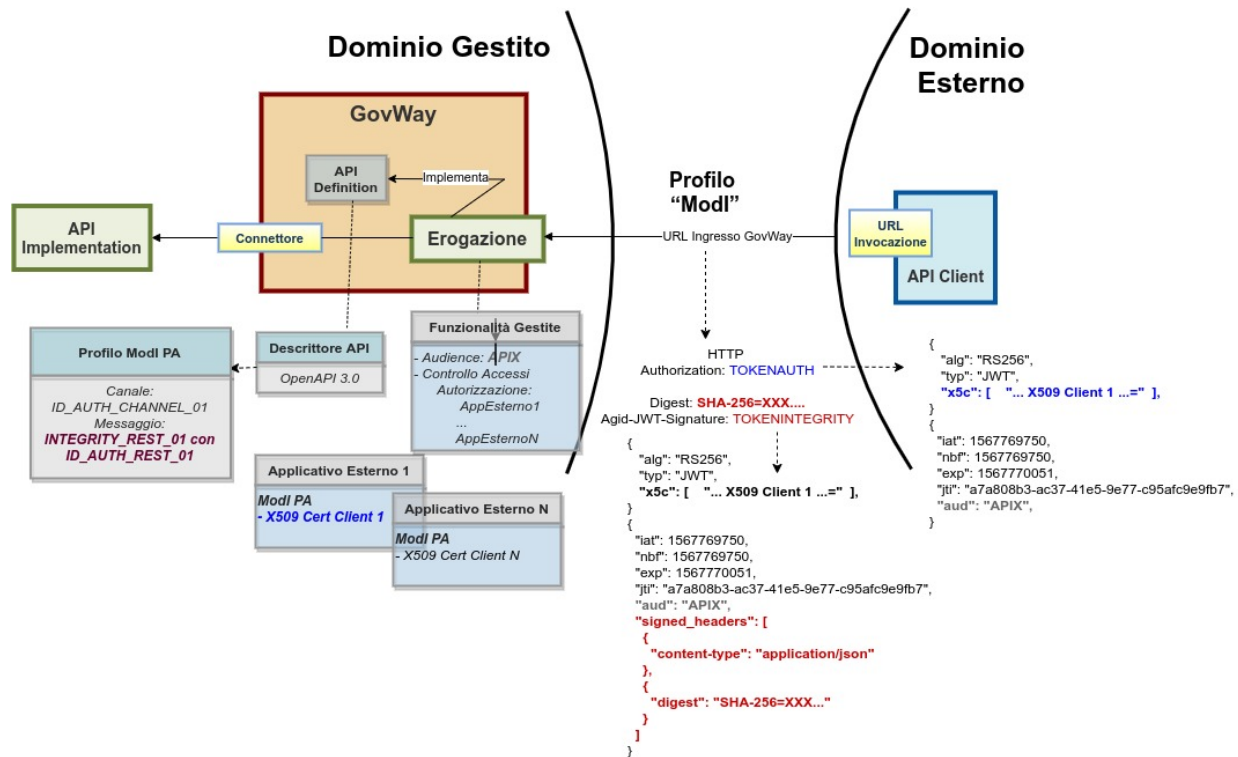 Dominio Gestito
Dominio
Esterno
GovWay
API
Definition
Implementa
API
Implementation
Connettore
Erogazione
Profilo
“ModI”
URL Ingresso GovWay
URL
Invocazione
API Client
Profilo ModI PA
Canale:
ID_AUTH_CHANNEL_01
Messaggio:
INTEGRITY_REST_01 con
ID_AUTH_REST_01
Descrittore API
OpenAPI 3.0
Funzionalità Gestite
- Audience: APIX
- Controllo Accessi
Autorizzazione:
AppEsterno1
...
AppEsternoN
Applicativo Esterno 1
ModI PA
- X509 Cert Client 1
Applicativo Esterno N
ModI PA
- X509 Cert Client N
HTTP
Authorization: TOKENAUTH
Digest: SHA-256=XXX....
Agid-JWT-Signature: TOKENINTEGRITY
{
"alg": "RS256",
"typ": "JWT",
"x5c": [ "... X509 Client 1 ...=" ],
}
{
"iat": 1567769750,
"nbf": 1567769750,
"exp": 1567770051,
"jti": "a7a808b3-ac37-41e5-9e77-c95afc9e9fb7",
"aud": "APIX",
"signed_headers": [
{
"content-type": "application/json"
},
{
"digest": "SHA-256=XXX..."
}
]
}
{
"alg": "RS256",
"typ": "JWT",
"x5c": [ "... X509 Client 1 ...=" ],
}
{
"iat": 1567769750,
"nbf": 1567769750,
"exp": 1567770051,
"jti": "a7a808b3-ac37-41e5-9e77-c95afc9e9fb7",
"aud": "APIX",
}